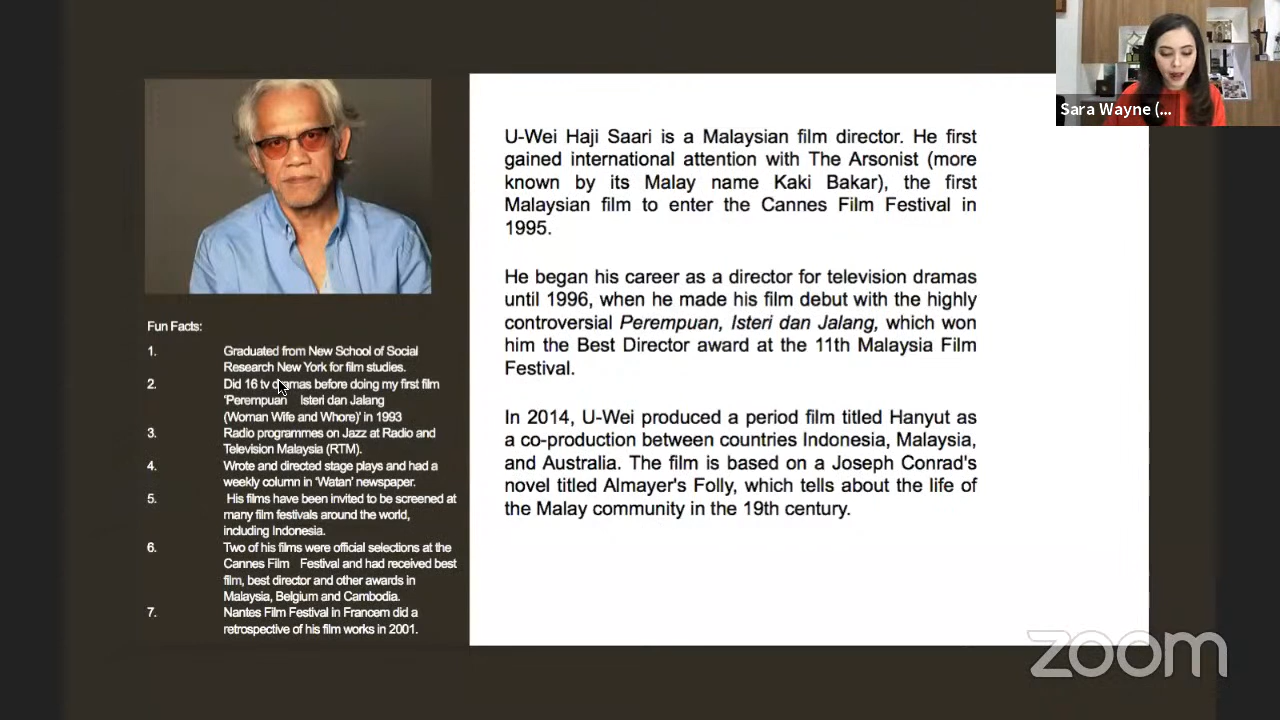 Sara Wayne (...
U-Wei Haji Saari is a Malaysian film director. He first
gained international attention with The Arsonist (more
known by its Malay name Kaki Bakar), the first
Malaysian film to enter the Cannes Film Festival in
1995.
He began his career as a director for television dramas
until 1996, when he made his film debut with the highly
controversial Perempuan, Isteri dan Jalang, which won
him the Best Director award at the 11th Malaysia Film
Festival.
In 2014, U-Wei produced a period film titled Hanyut as
a co-production between countries Indonesia, Malaysia,
and Australia. The film is based on a Joseph Conrad's
novel titled Almayer's Folly, which tells about the life of
the Malay community in the 19th century.
Fun Facts:
1. Graduated from New School of Social
Research New York for film studies.
2. Did 16 tv dramas before doing my first film
'Perempuan Isteri dan Jalang
(Woman Wife and Whore)' in 1993
3. Radio programmes on Jazz at Radio and
Television Malaysia (RTM).
4. Wrote and directed stage plays and had a
weekly column in 'Watan' newspaper.
5. His films have been invited to be screened at
many film festivals around the world,
including Indonesia.
6. Two of his films were official selections at the
Cannes Film Festival and had received best
film, best director and other awards in
Malaysia, Belgium and Cambodia.
7. Nantes Film Festival in Francem did a
retrospective of his film works in 2001.
zoom